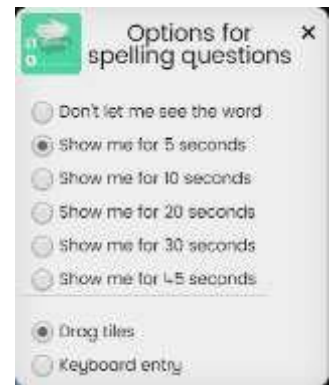 Options for
spelling questions
Don't let me see the word
Show me for 5 seconds
Show me for 10 seconds
Show me for 20 seconds
Show me for 30 seconds
Show me for 45 seconds
Drag tiles
Keyboard entry